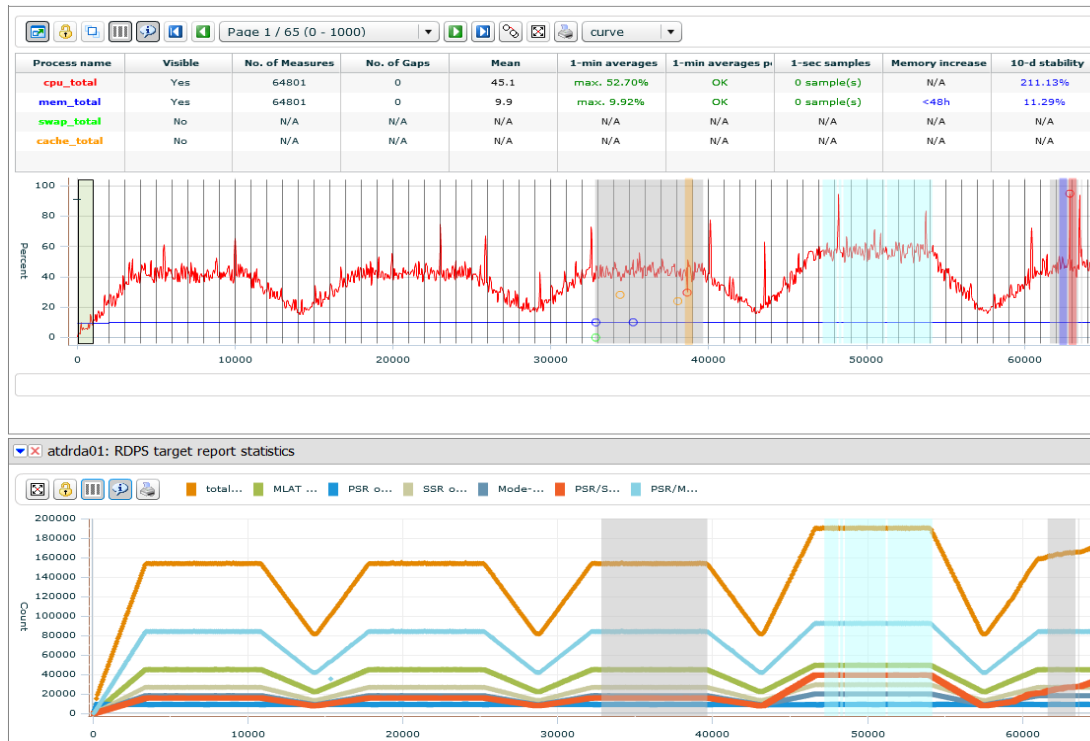 Page 1 / 65 (0 - 1000) curve
Process name Visible No. of Measures No. of Gaps Mean 1-min averages 1-min averages pe 1-sec samples Memory increase 10-d stability
cpu_total Yes 64801 0 45.1 max. 52.70% OK 0 sample(s) N/A 211.13%
mem_total Yes 64801 0 9.9 max. 9.92% OK 0 sample(s) <48h 11.29%
swap_total No N/A N/A N/A N/A N/A N/A N/A N/A
cache_total No N/A N/A N/A N/A N/A N/A N/A N/A
100
80
60
40
20
0
Percent
0 10000 20000 30000 40000 50000 60000
atdrda01: RDPS target report statistics
total... MLAT ... PSR o... SSR o... Mode-... PSR/S... PSR/M...
200000
180000
160000
140000
120000
100000
80000
60000
40000
20000
0
Count
0 10000 20000 30000 40000 50000 60000